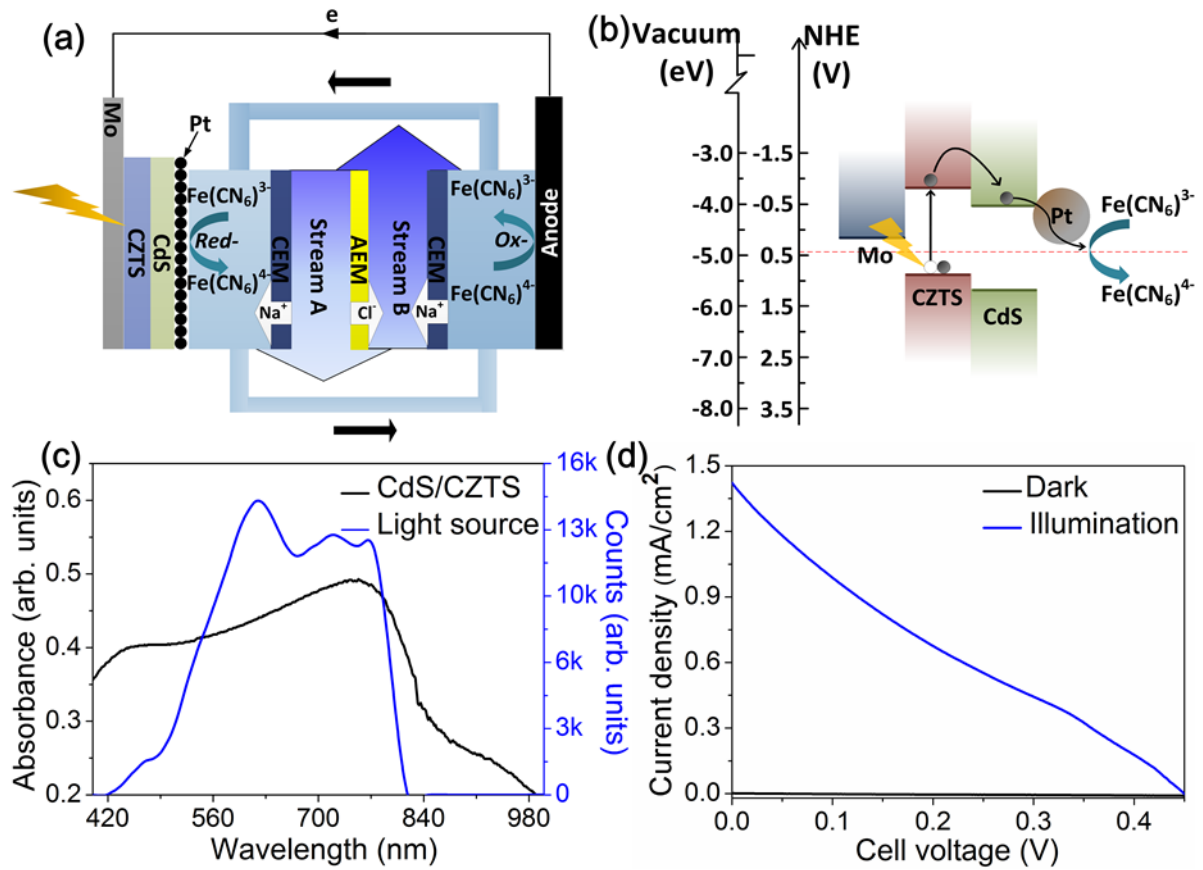 (a)
e
Mo
Pt
CZTS
CdS
Fe(CN₆)³⁻
Red-
Fe(CN₆)⁴⁻
CEM
Na⁺
Stream A
AEM
Cl⁻
Stream B
CEM
Na⁺
Fe(CN₆)³⁻
Ox-
Fe(CN₆)⁴⁻
Anode
(b)
Vacuum
(eV)
NHE
(V)
-3.0
-4.0
-5.0
-6.0
-7.0
-8.0
-1.5
-0.5
0.5
1.5
2.5
3.5
Mo
CZTS
CdS
Pt
Fe(CN₆)³⁻
Fe(CN₆)⁴⁻
(c)
Absorbance (arb. units)
0.6
0.5
0.4
0.3
0.2
CdS/CZTS
Light source
16k
13k
10k
6k
3k
0
Counts (arb. units)
420
560
700
840
980
Wavelength (nm)
(d)
Current density (mA/cm²)
1.5
1.2
0.9
0.6
0.3
0.0
Dark
Illumination
0.0
0.1
0.2
0.3
0.4
Cell voltage (V)